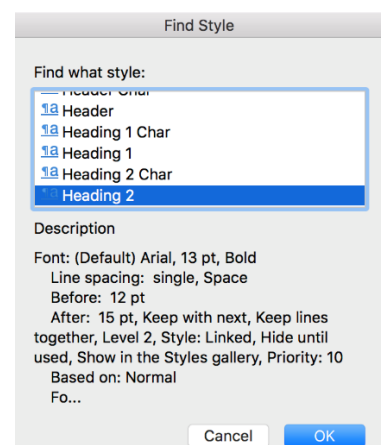 Find Style
Find what style:
Header Char
¶a Header
¶a Heading 1 Char
¶a Heading 1
¶a Heading 2 Char
¶a Heading 2
Description
Font: (Default) Arial, 13 pt, Bold
Line spacing: single, Space
Before: 12 pt
After: 15 pt, Keep with next, Keep lines
together, Level 2, Style: Linked, Hide until
used, Show in the Styles gallery, Priority: 10
Based on: Normal
Fo...
Cancel OK